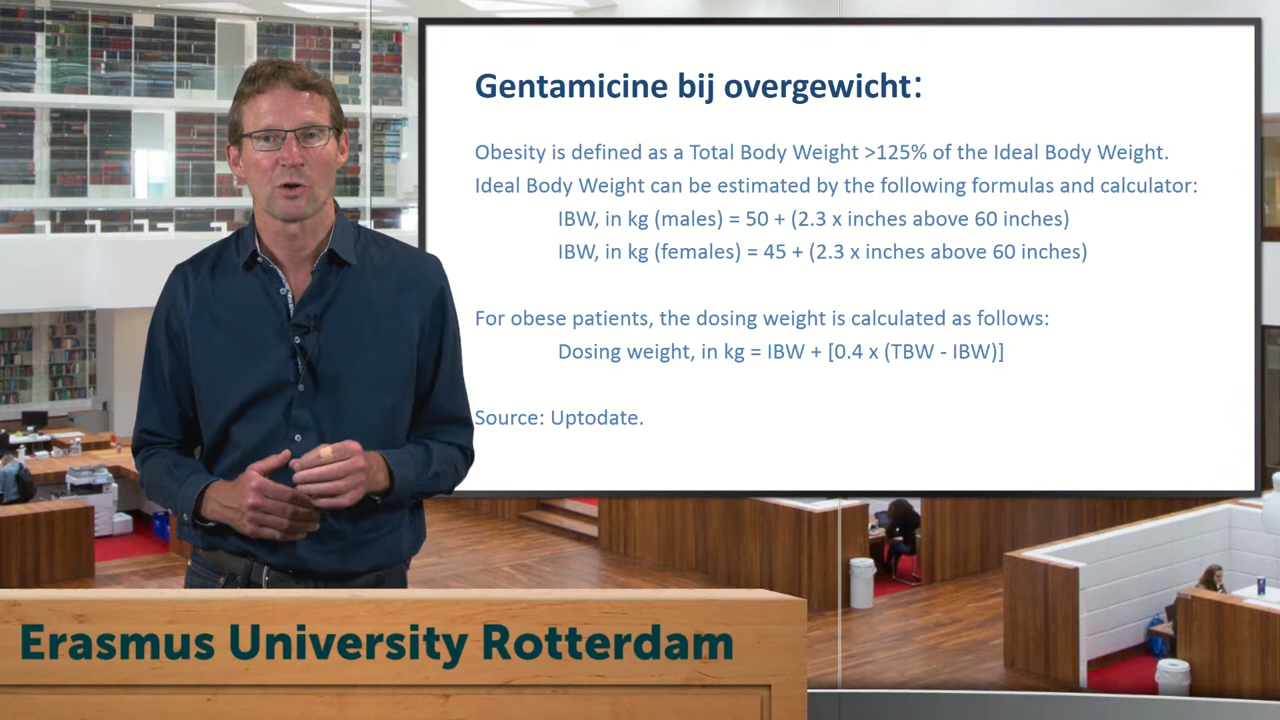 Gentamicine bij overgewicht:
Obesity is defined as a Total Body Weight >125% of the Ideal Body Weight.
Ideal Body Weight can be estimated by the following formulas and calculator:
IBW, in kg (males) = 50 + (2.3 x inches above 60 inches)
IBW, in kg (females) = 45 + (2.3 x inches above 60 inches)
For obese patients, the dosing weight is calculated as follows:
Dosing weight, in kg = IBW + [0.4 x (TBW - IBW)]
Source: Uptodate.
Erasmus University Rotterdam